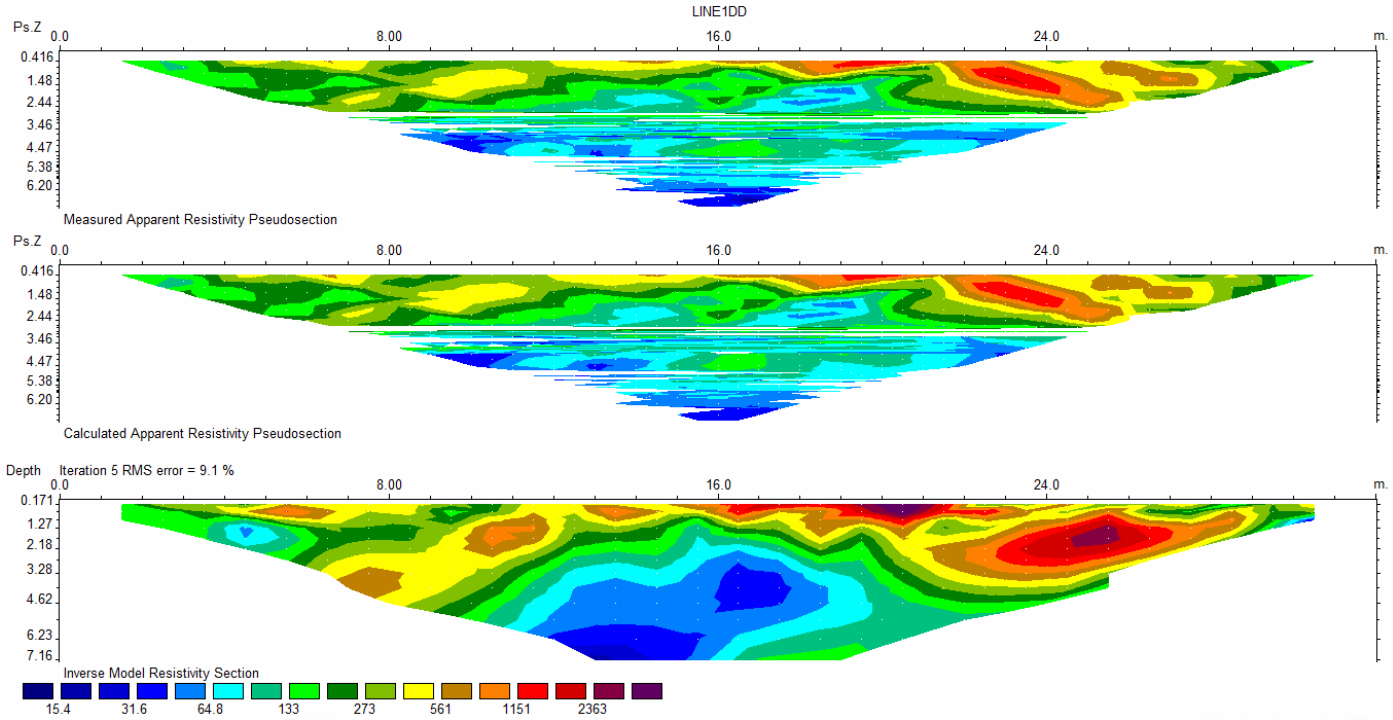 LINE1DD
Ps.Z 0.0 8.00 16.0 24.0 m.
0.416
1.48
2.44
3.46
4.47
5.38
6.20
Measured Apparent Resistivity Pseudosection
Ps.Z 0.0 8.00 16.0 24.0 m.
0.416
1.48
2.44
3.46
4.47
5.38
6.20
Calculated Apparent Resistivity Pseudosection
Depth Iteration 5 RMS error = 9.1 %
0.0 8.00 16.0 24.0 m.
0.171
1.27
2.18
3.28
4.62
6.23
7.16
Inverse Model Resistivity Section
15.4 31.6 64.8 133 273 561 1151 2363